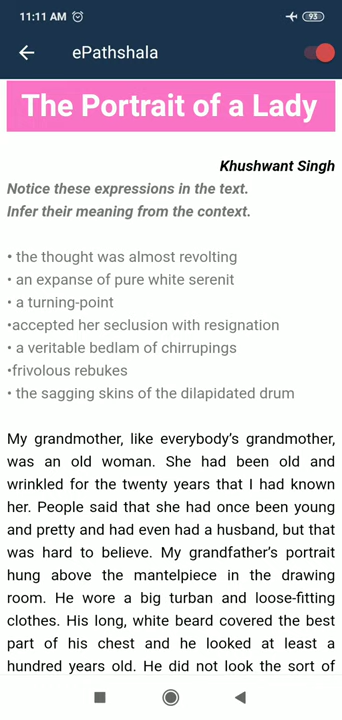 11:11 AM
93
ePathshala
The Portrait of a Lady
Khushwant Singh
Notice these expressions in the text.
Infer their meaning from the context.
• the thought was almost revolting
• an expanse of pure white serenit
• a turning-point
•accepted her seclusion with resignation
• a veritable bedlam of chirrupings
•frivolous rebukes
• the sagging skins of the dilapidated drum
My grandmother, like everybody's grandmother,
was an old woman. She had been old and
wrinkled for the twenty years that I had known
her. People said that she had once been young
and pretty and had even had a husband, but that
was hard to believe. My grandfather's portrait
hung above the mantelpiece in the drawing
room. He wore a big turban and loose-fitting
clothes. His long, white beard covered the best
part of his chest and he looked at least a
hundred years old. He did not look the sort of